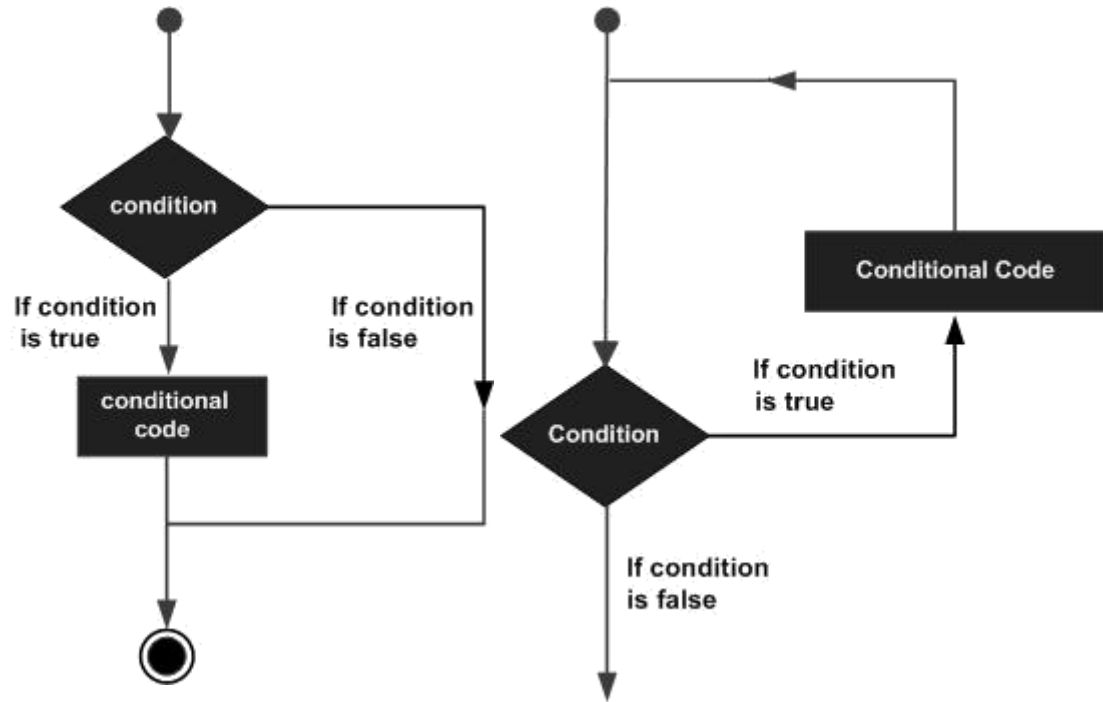 condition
If condition
is true
If condition
is false
conditional
code
Conditional Code
If condition
is true
Condition
If condition
is false